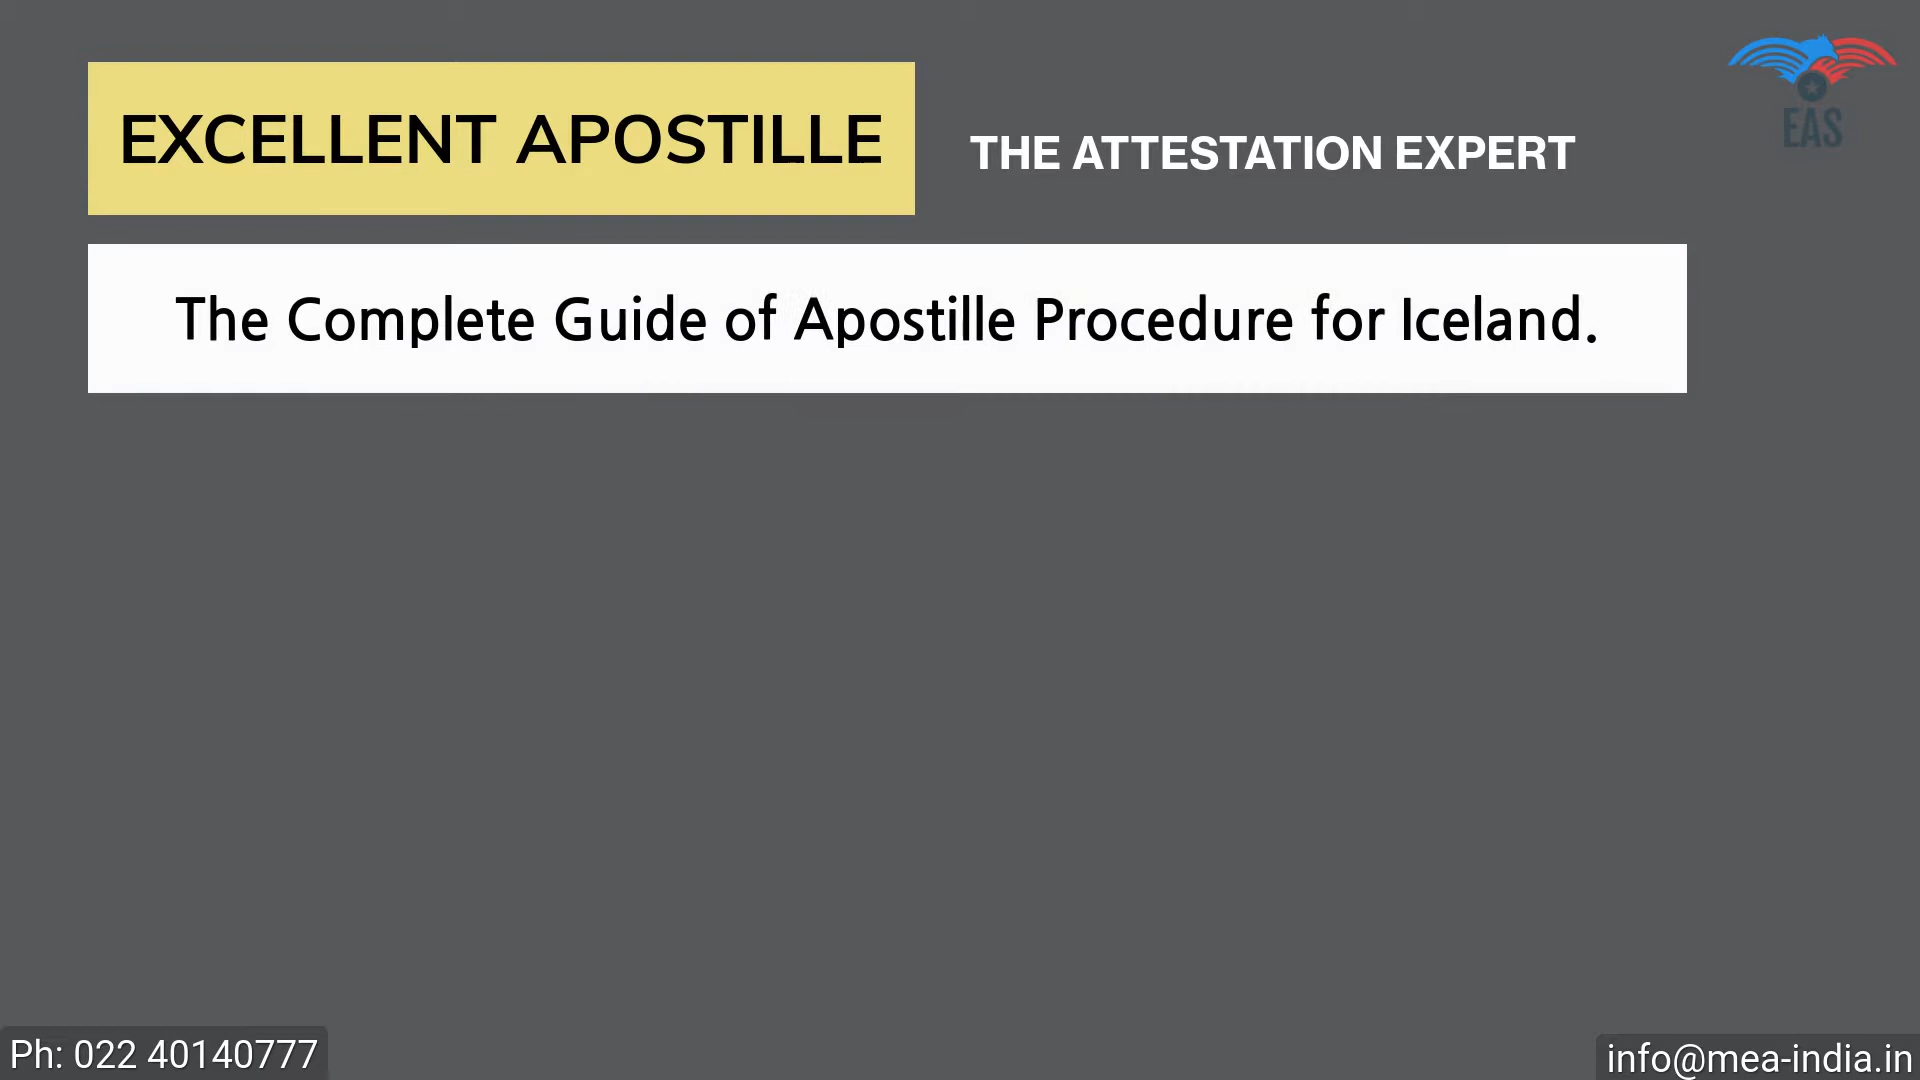 EXCELLENT APOSTILLE
THE ATTESTATION EXPERT
EAS
The Complete Guide of Apostille Procedure for Iceland.
Ph: 022 40140777
info@mea-india.in